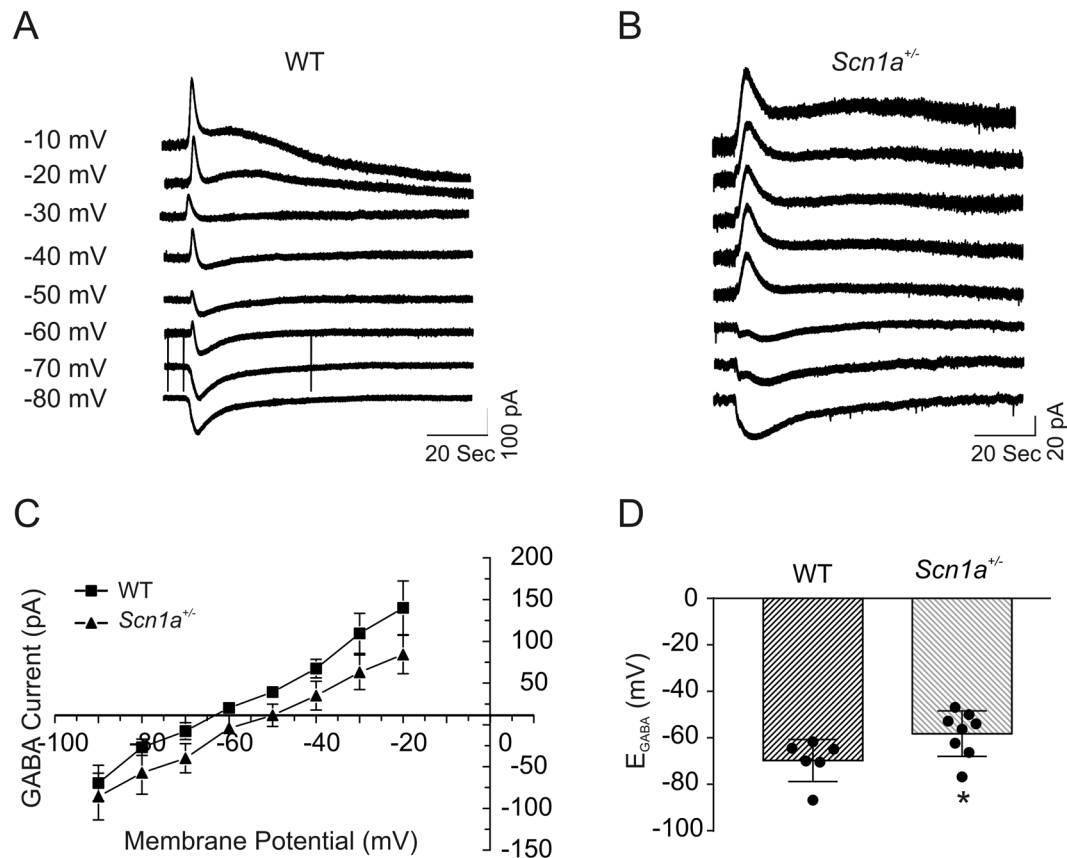 A
B
WT
Scn1a+/-
-10 mV
-20 mV
-30 mV
-40 mV
-50 mV
-60 mV
-70 mV
-80 mV
20 Sec
100 pA
20 Sec
20 pA
C
D
WT
Scn1a+/-
GABA Current (pA)
200
150
100
50
-50
-100
-150
-100
-80
-60
-40
-20
0
Membrane Potential (mV)
WT
Scn1a+/-
EGABA (mV)
0
-20
-40
-60
-80
-100
*